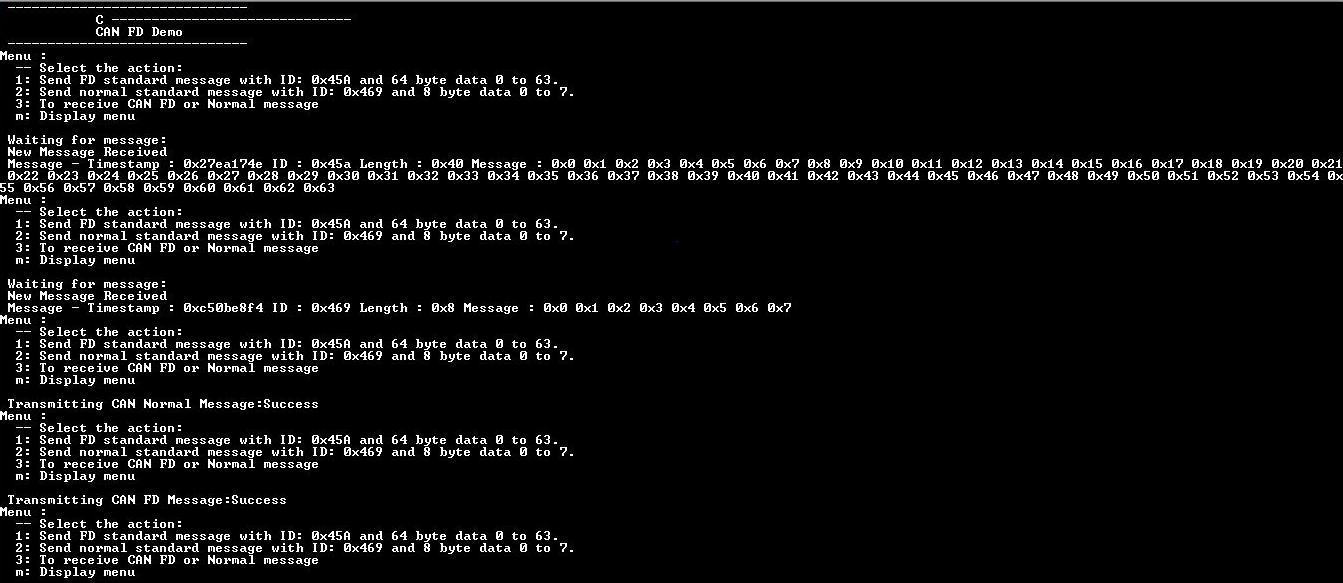 ------------------------------
C ------------------------------
CAN FD Demo
------------------------------
Menu :
-- Select the action:
1: Send FD standard message with ID: 0x45A and 64 byte data 0 to 63.
2: Send normal standard message with ID: 0x469 and 8 byte data 0 to 7.
3: To receive CAN FD or Normal message
m: Display menu
Waiting for message:
New Message Received
Message - Timestamp : 0x27ea174e ID : 0x45a Length : 0x40 Message : 0x0 0x1 0x2 0x3 0x4 0x5 0x6 0x7 0x8 0x9 0x10 0x11 0x12 0x13 0x14 0x15 0x16 0x17 0x18 0x19 0x20 0x21
0x22 0x23 0x24 0x25 0x26 0x27 0x28 0x29 0x30 0x31 0x32 0x33 0x34 0x35 0x36 0x37 0x38 0x39 0x40 0x41 0x42 0x43 0x44 0x45 0x46 0x47 0x48 0x49 0x50 0x51 0x52 0x53 0x54 0x
55 0x56 0x57 0x58 0x59 0x60 0x61 0x62 0x63
Menu :
-- Select the action:
1: Send FD standard message with ID: 0x45A and 64 byte data 0 to 63.
2: Send normal standard message with ID: 0x469 and 8 byte data 0 to 7.
3: To receive CAN FD or Normal message
m: Display menu
Waiting for message:
New Message Received
Message - Timestamp : 0xc50be8f4 ID : 0x469 Length : 0x8 Message : 0x0 0x1 0x2 0x3 0x4 0x5 0x6 0x7
Menu :
-- Select the action:
1: Send FD standard message with ID: 0x45A and 64 byte data 0 to 63.
2: Send normal standard message with ID: 0x469 and 8 byte data 0 to 7.
3: To receive CAN FD or Normal message
m: Display menu
Transmitting CAN Normal Message:Success
Menu :
-- Select the action:
1: Send FD standard message with ID: 0x45A and 64 byte data 0 to 63.
2: Send normal standard message with ID: 0x469 and 8 byte data 0 to 7.
3: To receive CAN FD or Normal message
m: Display menu
Transmitting CAN FD Message:Success
Menu :
-- Select the action:
1: Send FD standard message with ID: 0x45A and 64 byte data 0 to 63.
2: Send normal standard message with ID: 0x469 and 8 byte data 0 to 7.
3: To receive CAN FD or Normal message
m: Display menu